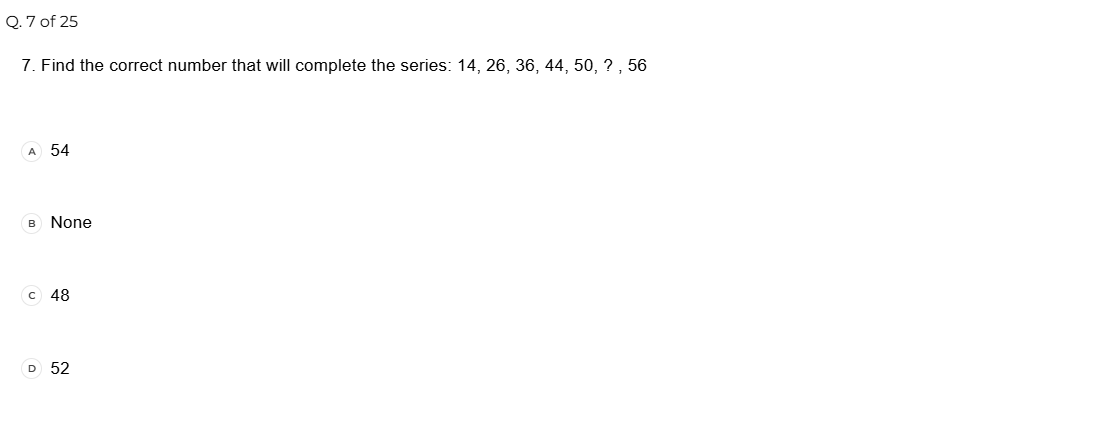 Q. 7 of 25
7. Find the correct number that will complete the series: 14, 26, 36, 44, 50, ? , 56
A 54
B None
C 48
D 52